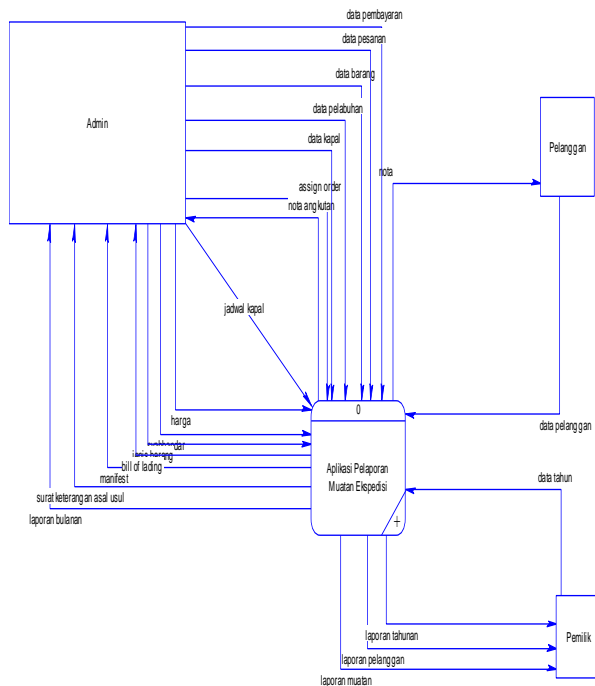 data pembayaran
data pesanan
data barang
Admin
data pelabuhan
data kapal
Pelanggan
nota
assign order
nota angkutan
jadwal kapal
0
harga
data pelanggan
bill of lading
Aplikasi Pelaporan
Muatan Ekspedisi
manifest
data tahun
surat keterangan asal usul
laporan bulanan
+
laporan tahunan
Pemilik
laporan pelanggan
laporan muatan